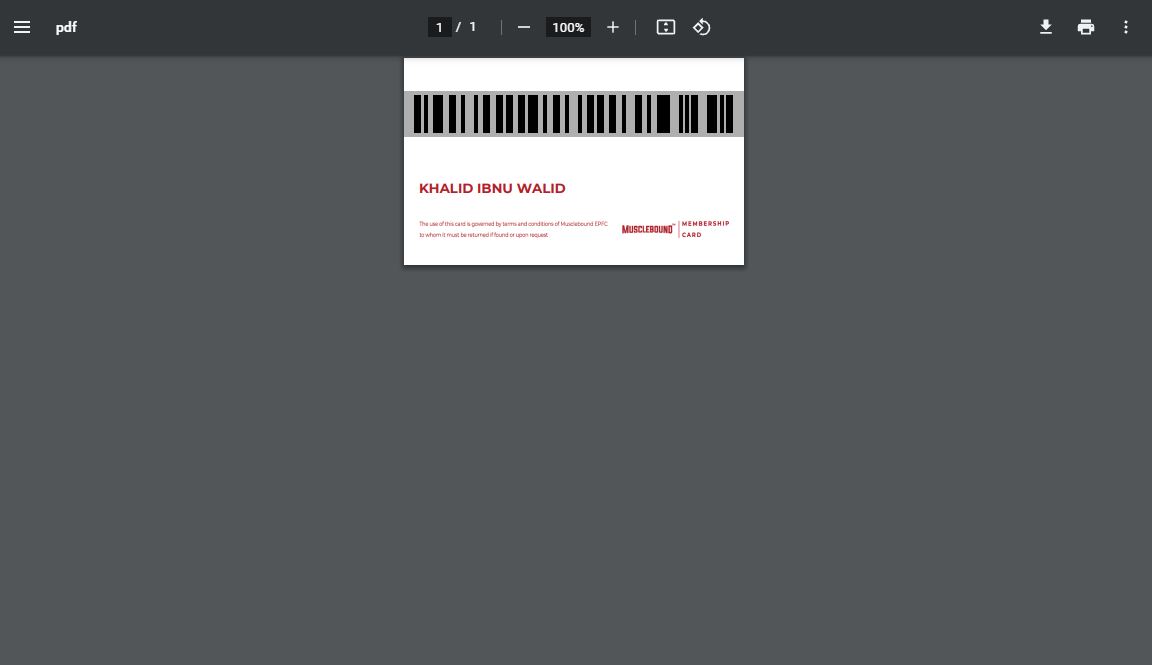 pdf
1 / 1
100%
KHALID IBNU WALID
The use of this card is governed by terms and conditions of Musclebound EPFC
to whom it must be returned if found or upon request
MUSCLEBOUND™
MEMBERSHIP
CARD